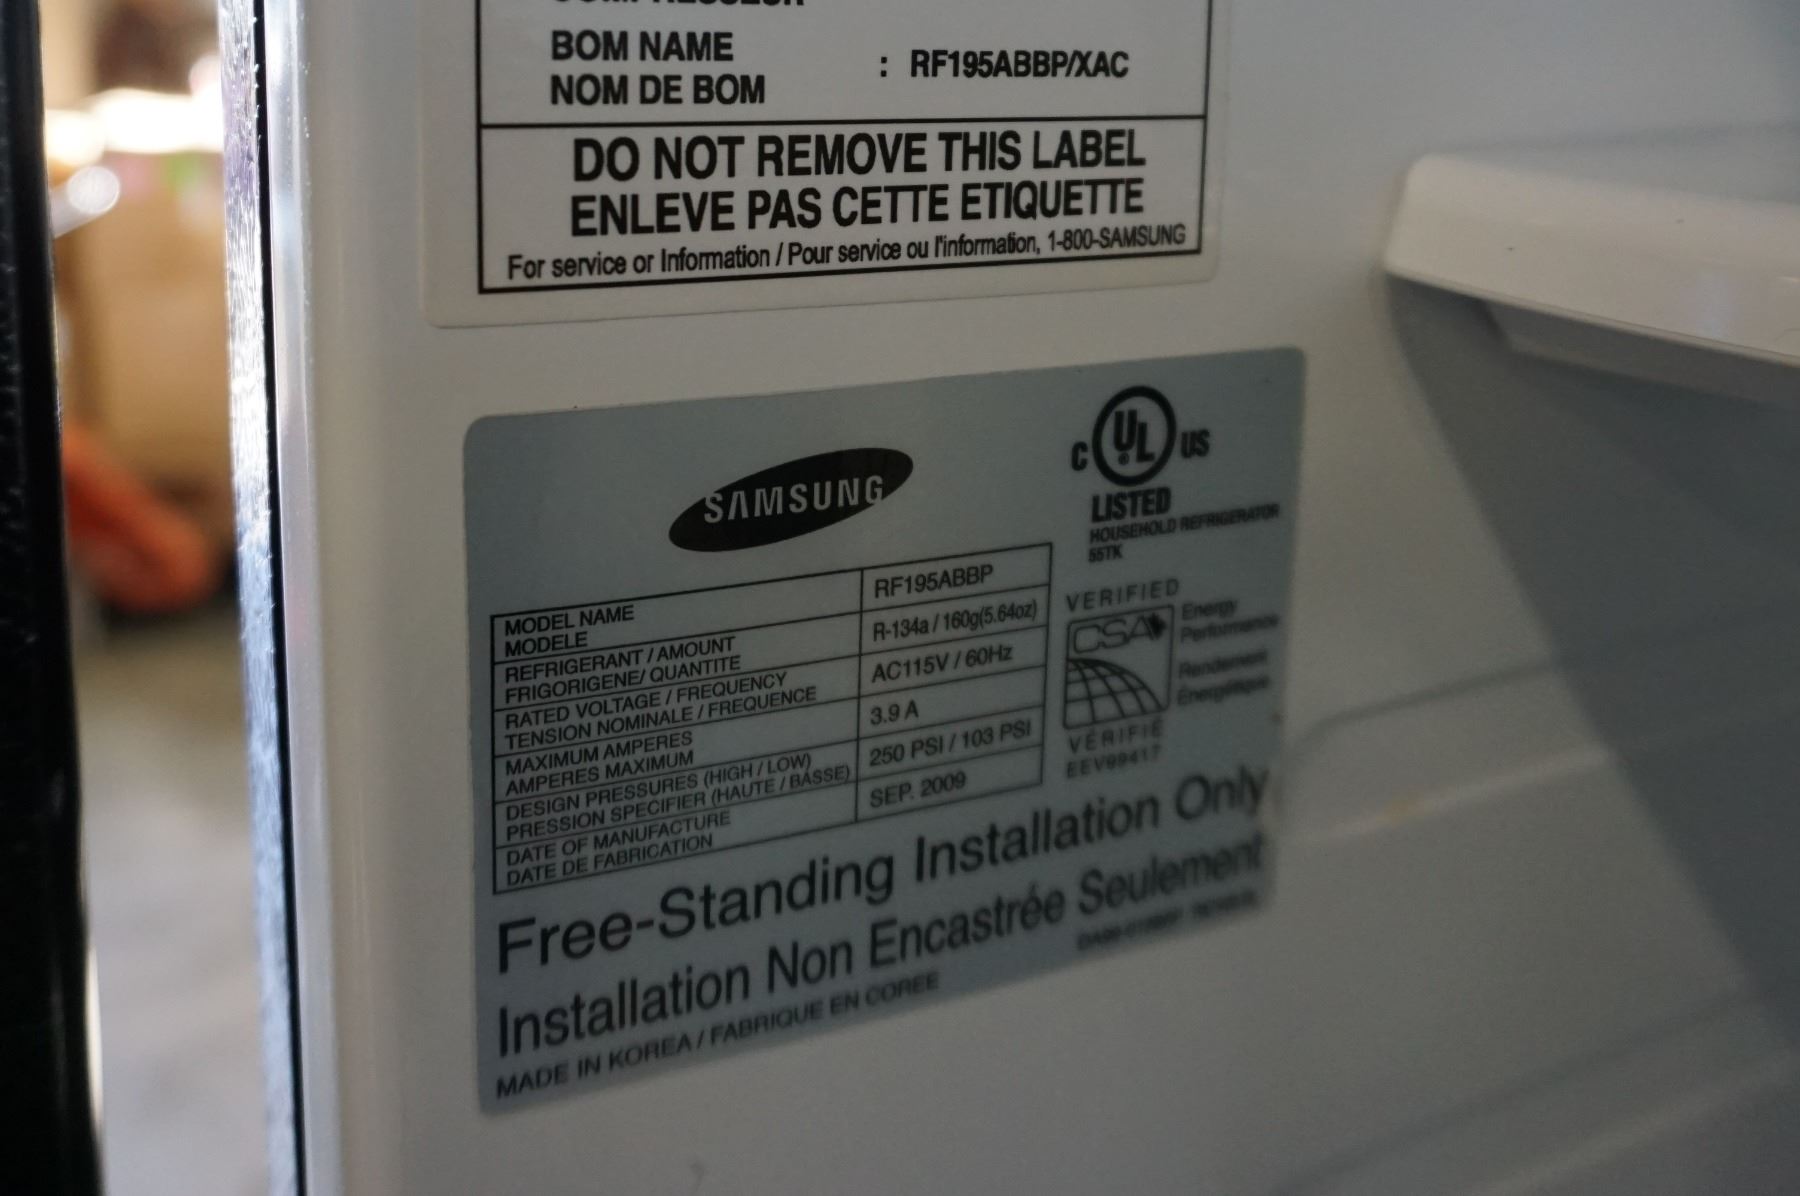 BOM NAME
NOM DE BOM
: RF195ABBP/XAC
DO NOT REMOVE THIS LABEL
ENLEVE PAS CETTE ETIQUETTE
For service or Information / Pour service ou l'information, 1-800-SAMSUNG
SAMSUNG
C UL US
LISTED
HOUSEHOLD REFRIGERATOR
55TK
MODEL NAME
MODELE
RF195ABBP
REFRIGERANT / AMOUNT
FRIGORIGENE/ QUANTITE
R-134a / 160g(5.64oz)
RATED VOLTAGE / FREQUENCY
TENSION NOMINALE / FREQUENCE
AC115V / 60Hz
MAXIMUM AMPERES
AMPERES MAXIMUM
3.9 A
DESIGN PRESSURES (HIGH / LOW)
PRESSION SPECIFIER (HAUTE / BASSE)
250 PSI / 103 PSI
DATE OF MANUFACTURE
DATE DE FABRICATION
SEP. 2009
VERIFIED
CSA
Energy
Performance
Rendement
Énergétique
VÉRIFIÉ
EEV99417
Free-Standing Installation Only
Installation Non Encastrée Seulement
MADE IN KOREA / FABRIQUE EN COREE